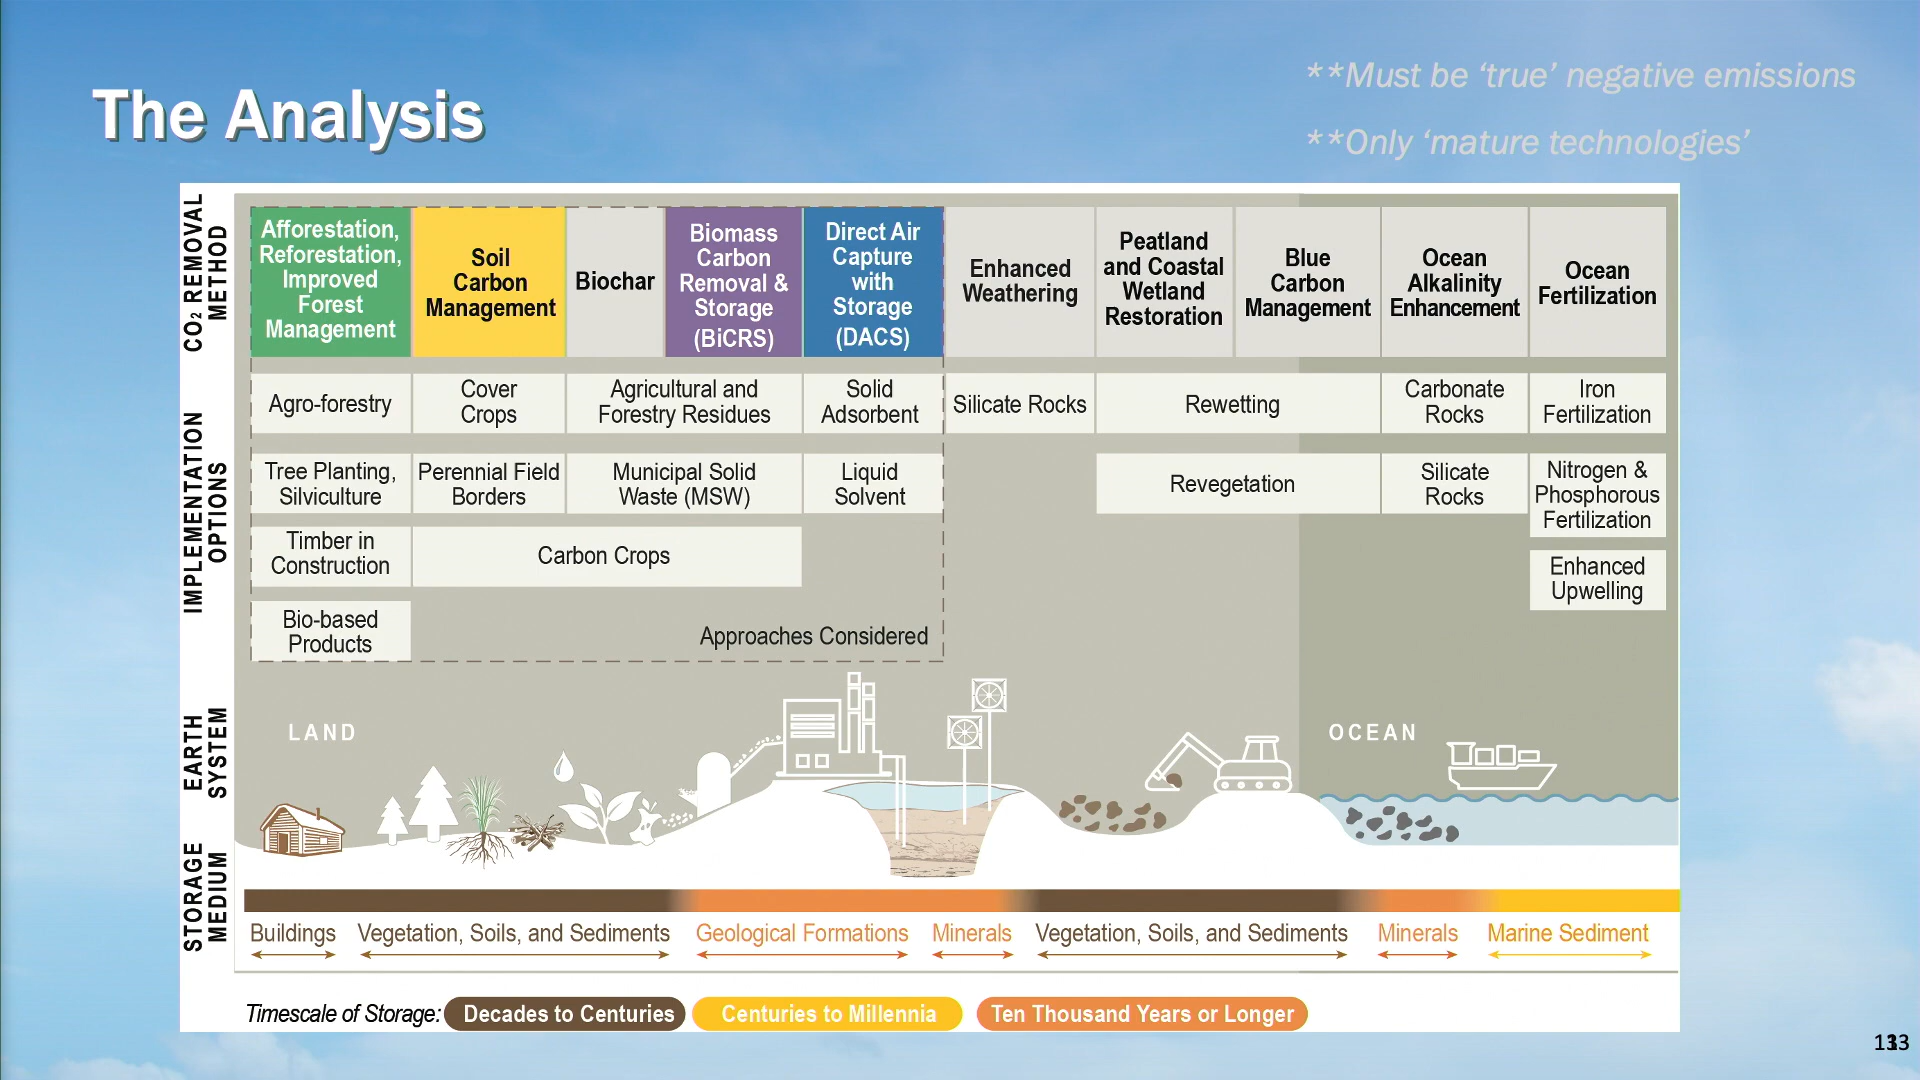 The Analysis
**Must be ‘true’ negative emissions
**Only ‘mature technologies’
CO₂ REMOVAL
METHOD
Afforestation,
Reforestation,
Improved
Forest
Management
Soil
Carbon
Management
Biochar
Biomass
Carbon
Removal &
Storage
(BiCRS)
Direct Air
Capture
with
Storage
(DACS)
Enhanced
Weathering
Peatland
and Coastal
Wetland
Restoration
Blue
Carbon
Management
Ocean
Alkalinity
Enhancement
Ocean
Fertilization
IMPLEMENTATION
OPTIONS
Agro-forestry
Cover
Crops
Agricultural and
Forestry Residues
Solid
Adsorbent
Silicate Rocks
Rewetting
Carbonate
Rocks
Iron
Fertilization
Tree Planting,
Silviculture
Perennial Field
Borders
Municipal Solid
Waste (MSW)
Liquid
Solvent
Revegetation
Silicate
Rocks
Nitrogen &
Phosphorous
Fertilization
Timber in
Construction
Carbon Crops
Enhanced
Upwelling
Bio-based
Products
Approaches Considered
EARTH
SYSTEM
LAND
OCEAN
STORAGE
MEDIUM
Buildings
Vegetation, Soils, and Sediments
Geological Formations
Minerals
Vegetation, Soils, and Sediments
Minerals
Marine Sediment
Timescale of Storage:
Decades to Centuries
Centuries to Millennia
Ten Thousand Years or Longer